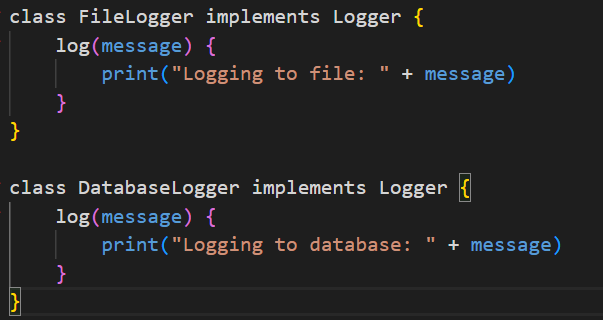 class FileLogger implements Logger {
    log(message) {
        print("Logging to file: " + message)
    }
}

class DatabaseLogger implements Logger {
    log(message) {
        print("Logging to database: " + message)
    }
}